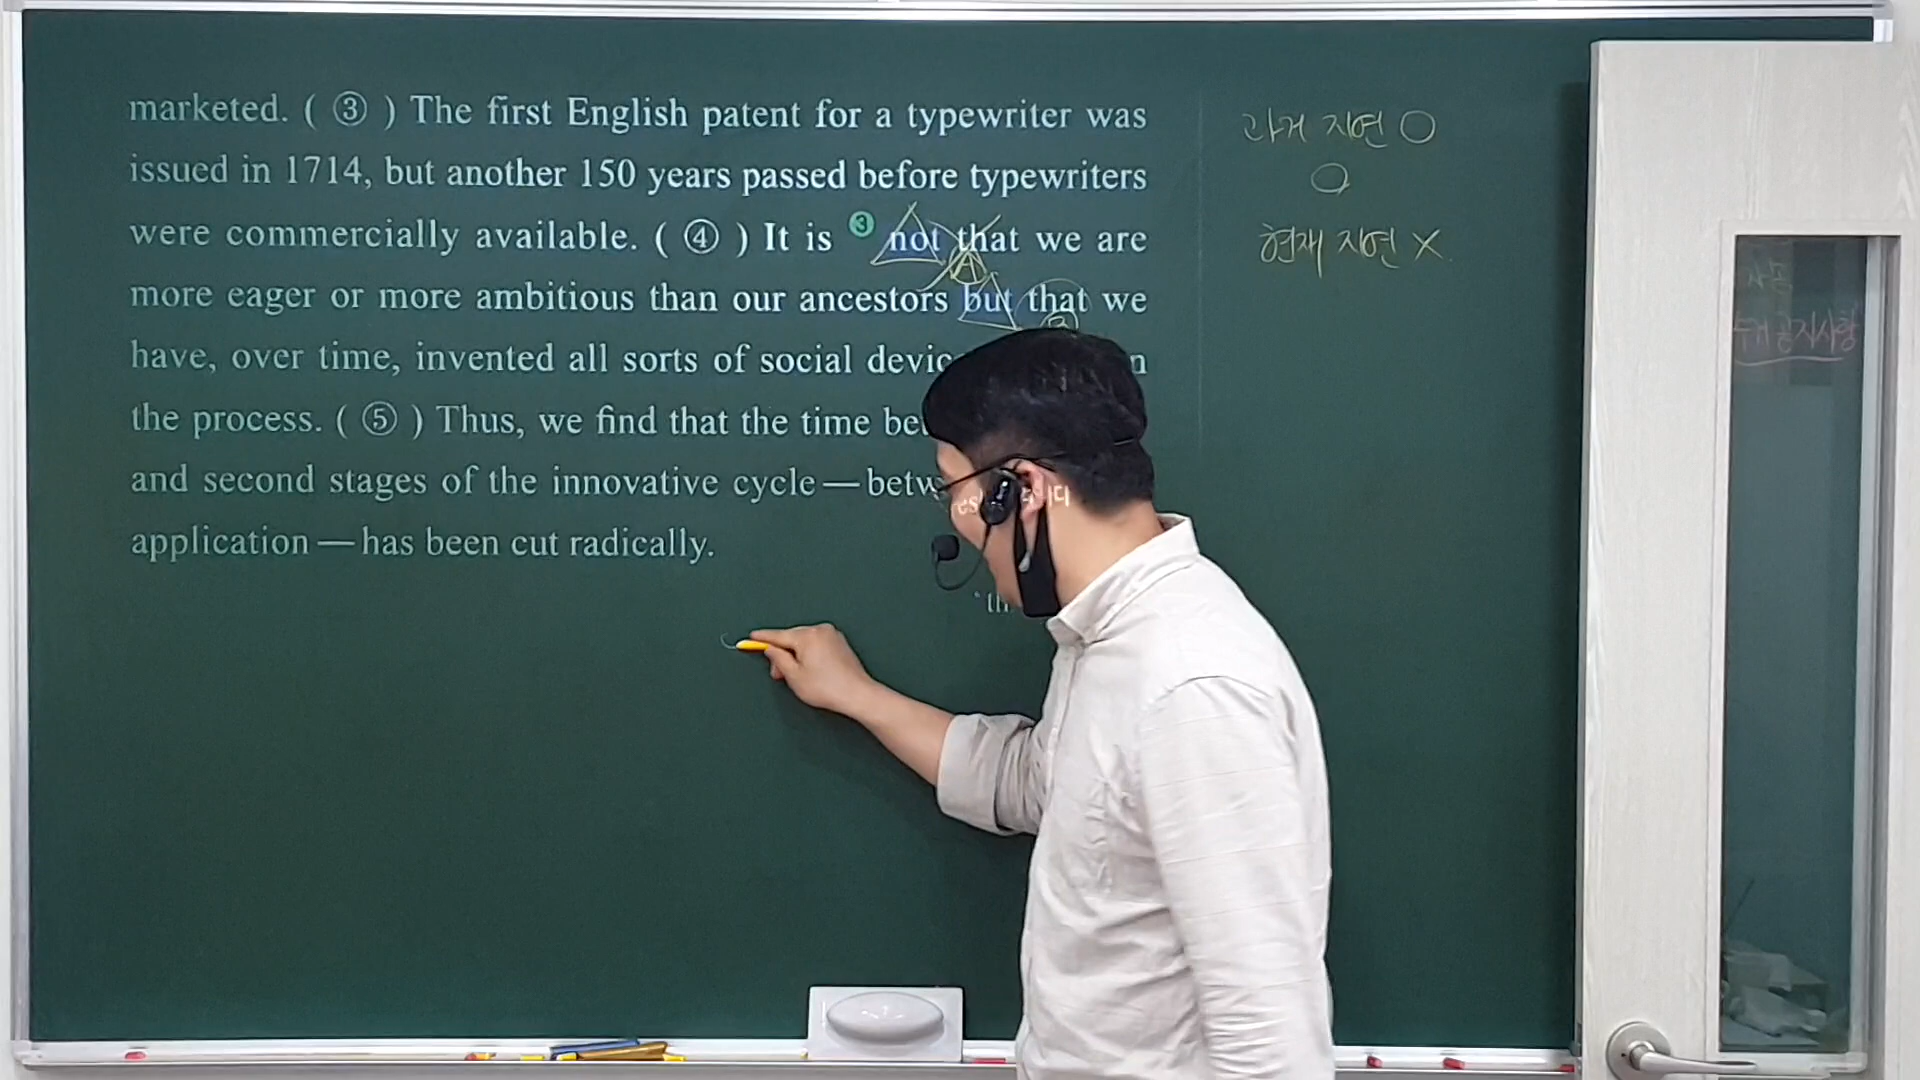 marketed. ( ③ ) The first English patent for a typewriter was
issued in 1714, but another 150 years passed before typewriters
were commercially available. ( ④ ) It is ③ not that we are
more eager or more ambitious than our ancestors but that we
have, over time, invented all sorts of social
the process. ( ⑤ ) Thus, we find that the time
and second stages of the innovative cycle —
application — has been cut radically.
A
과거 지연 ○
○
현재 지연 X